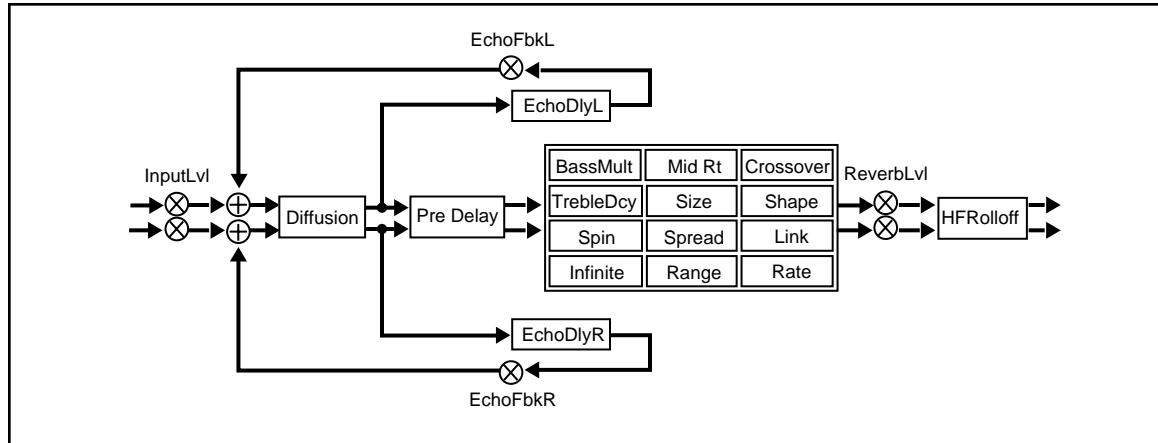 EchoFbkL
EchoDlyL
InputLvl
Diffusion
Pre Delay
BassMult Mid Rt Crossover
TrebleDcy Size Shape
Spin Spread Link
Infinite Range Rate
ReverbLvl
HFRolloff
EchoDlyR
EchoFbkR